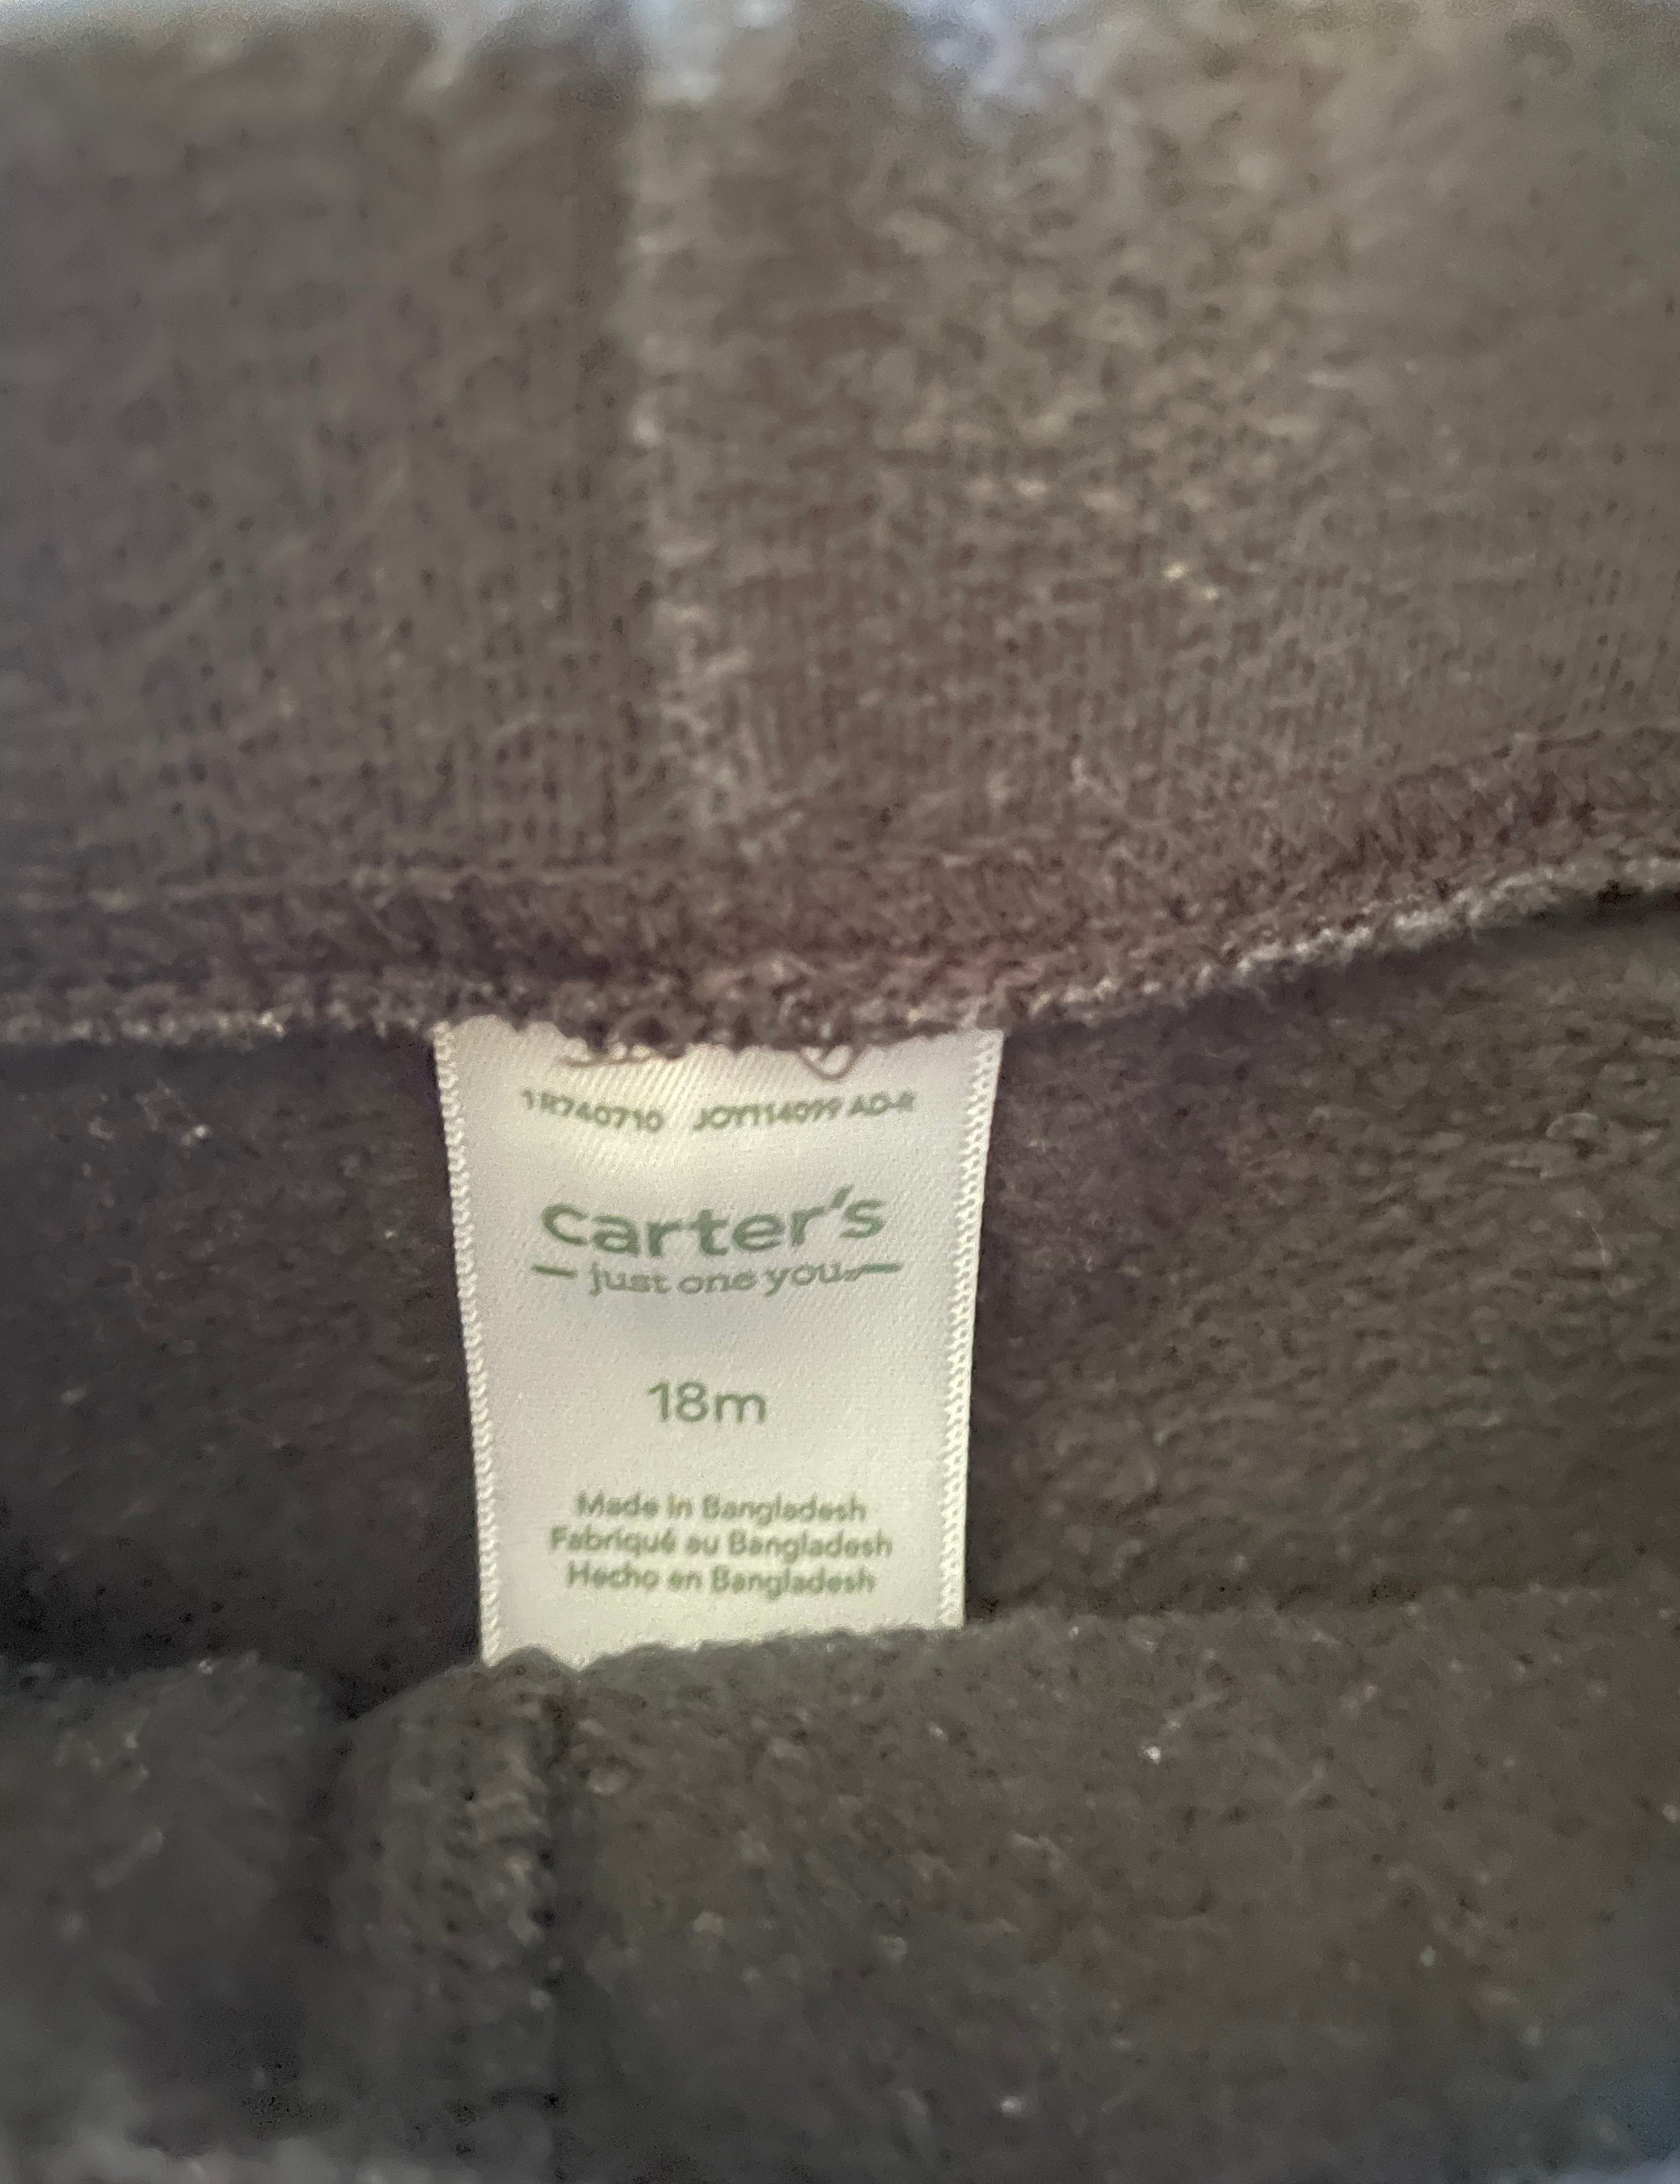 1R740710 JOY114099 AD-R
carter's
just one you
18m
Made in Bangladesh
Fabriqué au Bangladesh
Hecho en Bangladesh